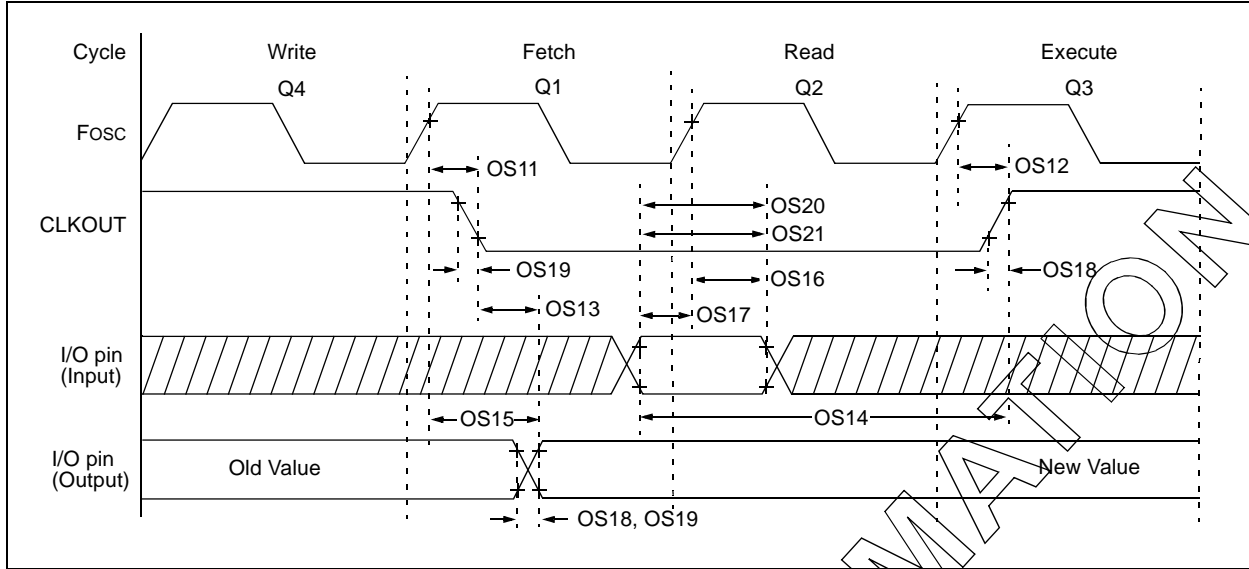 Cycle Write Fetch Read Execute
Q4 Q1 Q2 Q3
FOSC
OS11 OS12
OS20
CLKOUT
OS21
OS19 OS16 OS18
OS13 OS17
I/O pin
(Input)
OS15 OS14
I/O pin
(Output)
Old Value New Value
OS18, OS19
MATION